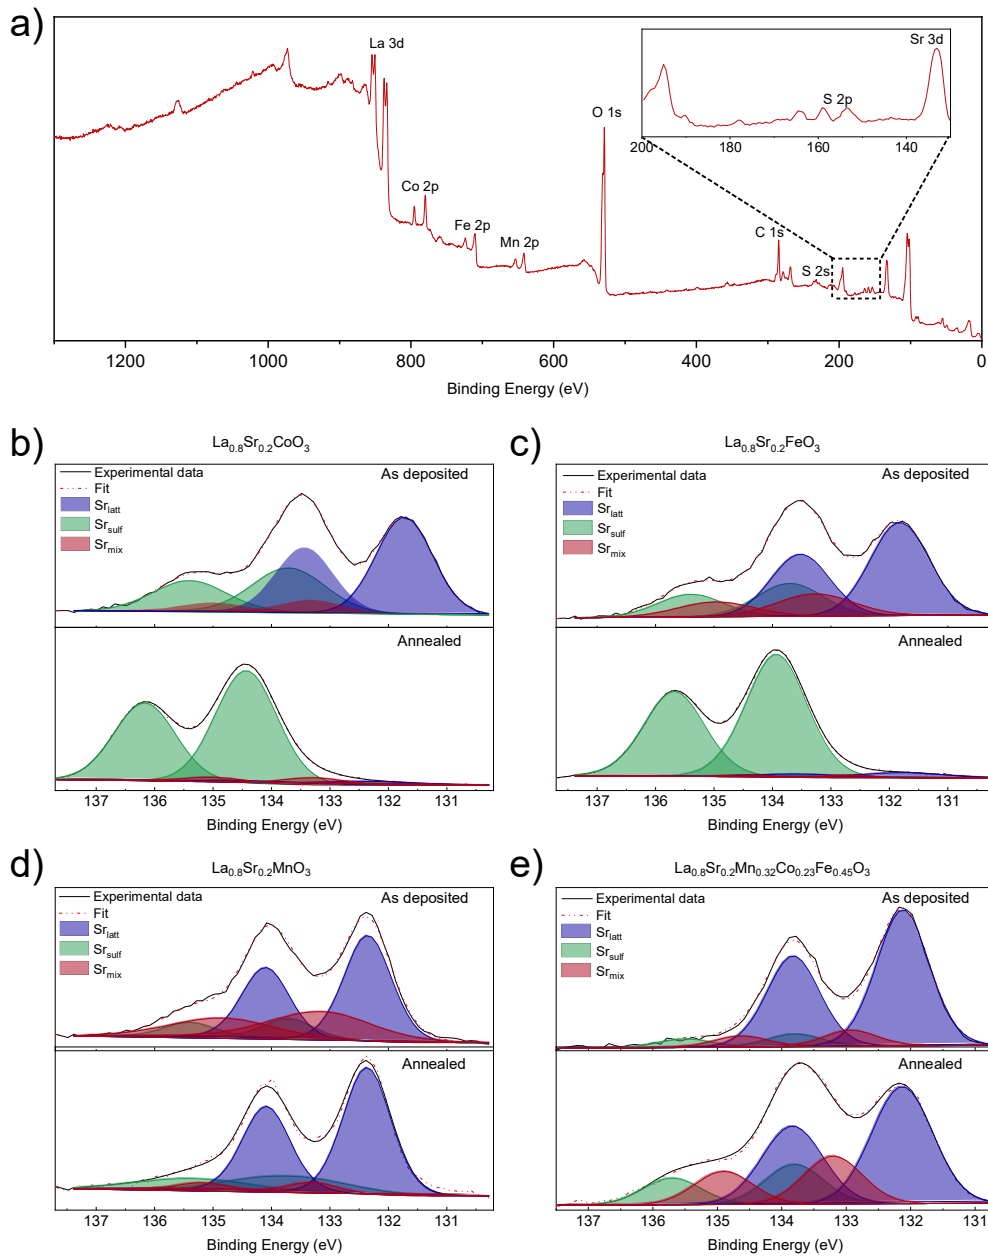 a)
La 3d
Sr 3d
S 2p
200 180 160 140
O 1s
Co 2p
Fe 2p
Mn 2p
C 1s
S 2s
1200 1000 800 600 400 200 0
Binding Energy (eV)
b)
La0.8Sr0.2CoO3
Experimental data
Fit
Srlatt
Srsulf
Srmix
As deposited
Annealed
137 136 135 134 133 132 131
Binding Energy (eV)
c)
La0.8Sr0.2FeO3
Experimental data
Fit
Srlatt
Srsulf
Srmix
As deposited
Annealed
137 136 135 134 133 132 131
Binding Energy (eV)
d)
La0.8Sr0.2MnO3
Experimental data
Fit
Srlatt
Srsulf
Srmix
As deposited
Annealed
137 136 135 134 133 132 131
Binding Energy (eV)
e)
La0.8Sr0.2Mn0.32Co0.23Fe0.45O3
Experimental data
Fit
Srlatt
Srsulf
Srmix
As deposited
Annealed
137 136 135 134 133 132 131
Binding Energy (eV)